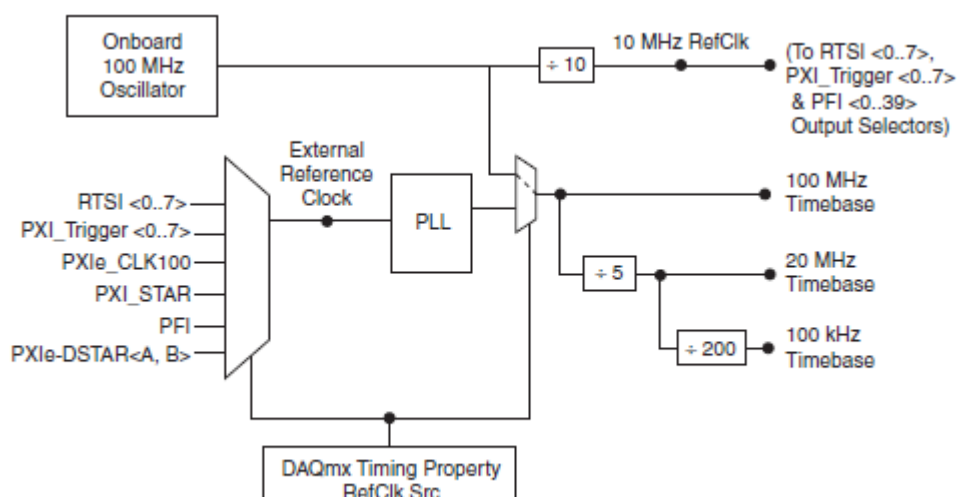 Onboard
100 MHz
Oscillator
÷ 10
10 MHz RefClk
(To RTSI <0..7>,
PXI_Trigger <0..7>
& PFI <0..39>
Output Selectors)
External
Reference
Clock
RTSI <0..7>
PXI_Trigger <0..7>
PXIe_CLK100
PXI_STAR
PFI
PXIe-DSTAR<A, B>
PLL
100 MHz
Timebase
÷ 5
20 MHz
Timebase
÷ 200
100 kHz
Timebase
DAQmx Timing Property
RefClk Src